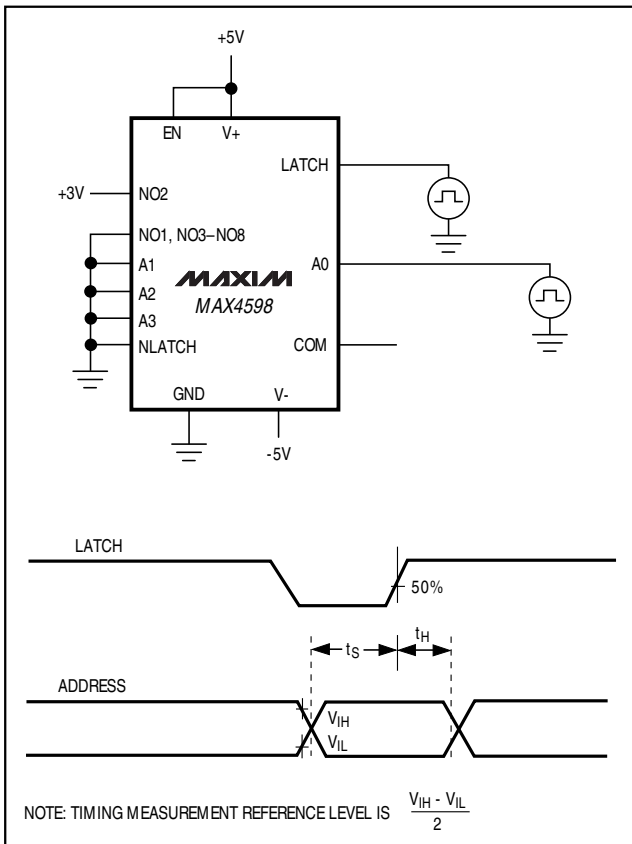 +5V
EN V+
LATCH
+3V NO2
NO1, NO3–NO8
A1 A0
MAXIM
A2
MAX4598
A3
NLATCH COM
GND V-
-5V
LATCH
50%
tS tH
ADDRESS
VIH
VIL
NOTE: TIMING MEASUREMENT REFERENCE LEVEL IS VIH - VIL
2